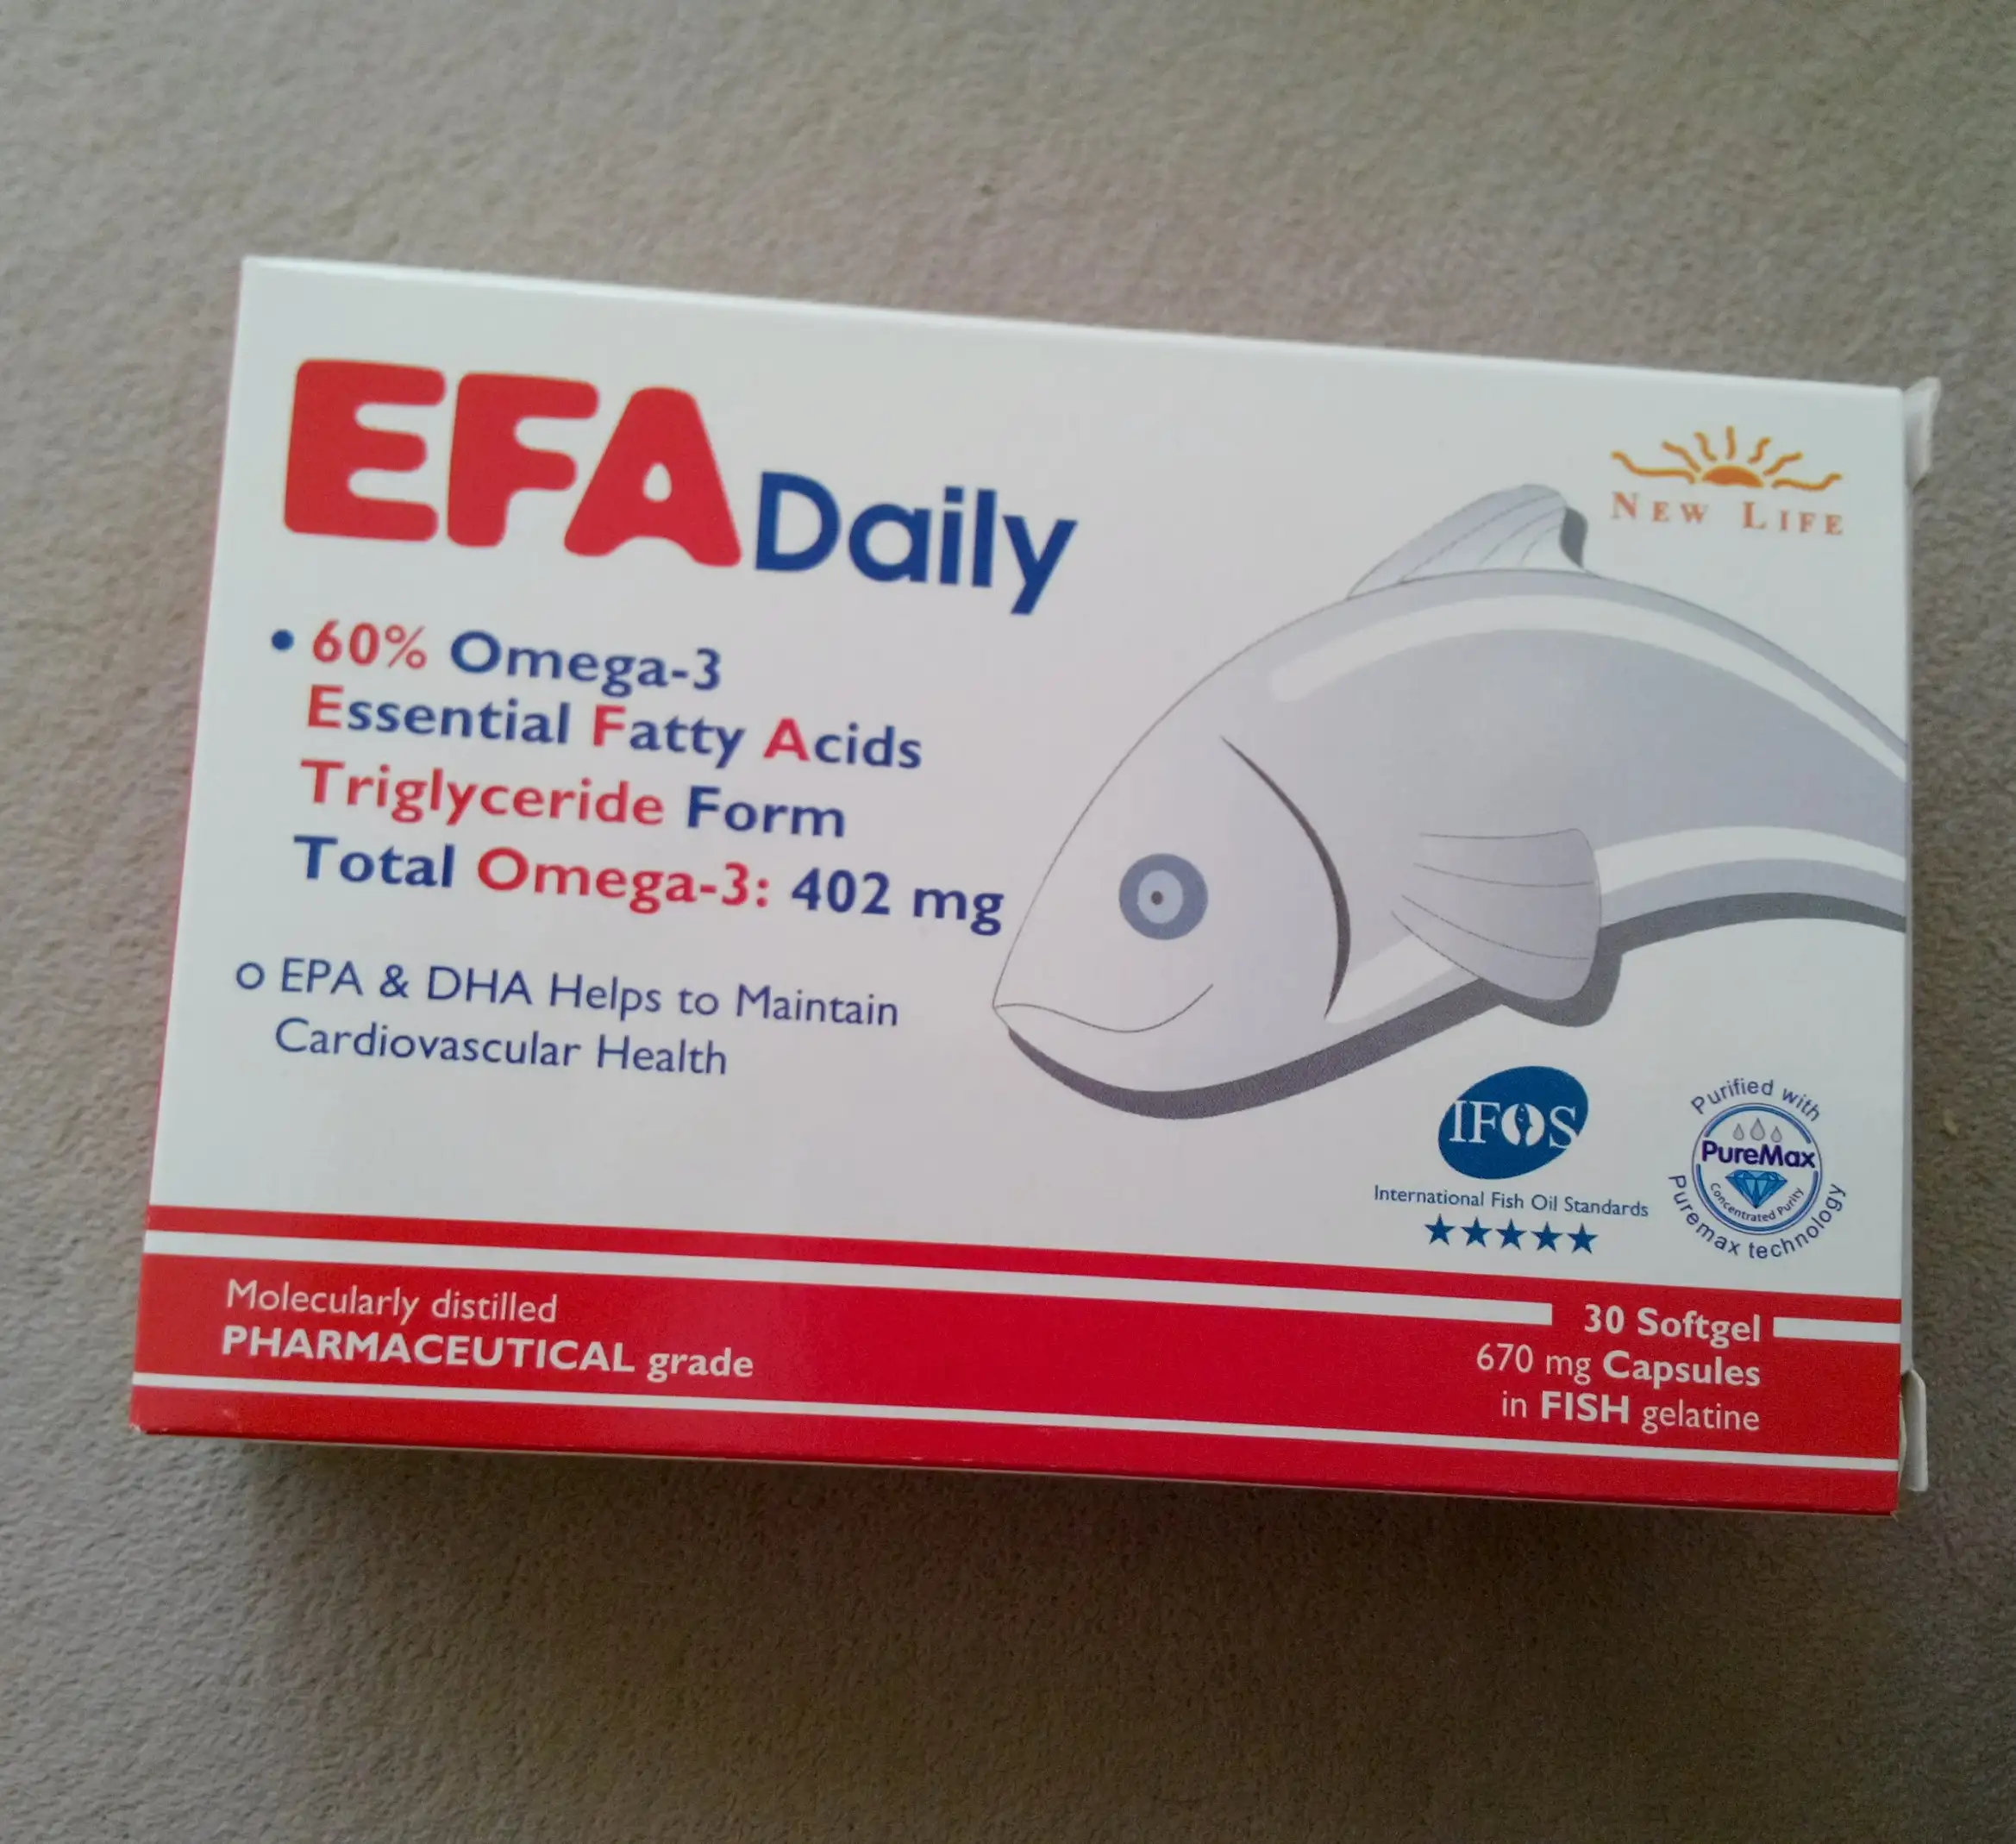 EFA Daily
NEW LIFE
• 60% Omega-3
Essential Fatty Acids
Triglyceride Form
Total Omega-3: 402 mg
o EPA & DHA Helps to Maintain
Cardiovascular Health
IFOS
International Fish Oil Standards
Purified with
PureMax
Concentrated Purity
Puremax technology
Molecularly distilled
PHARMACEUTICAL grade
30 Softgel
670 mg Capsules
in FISH gelatine